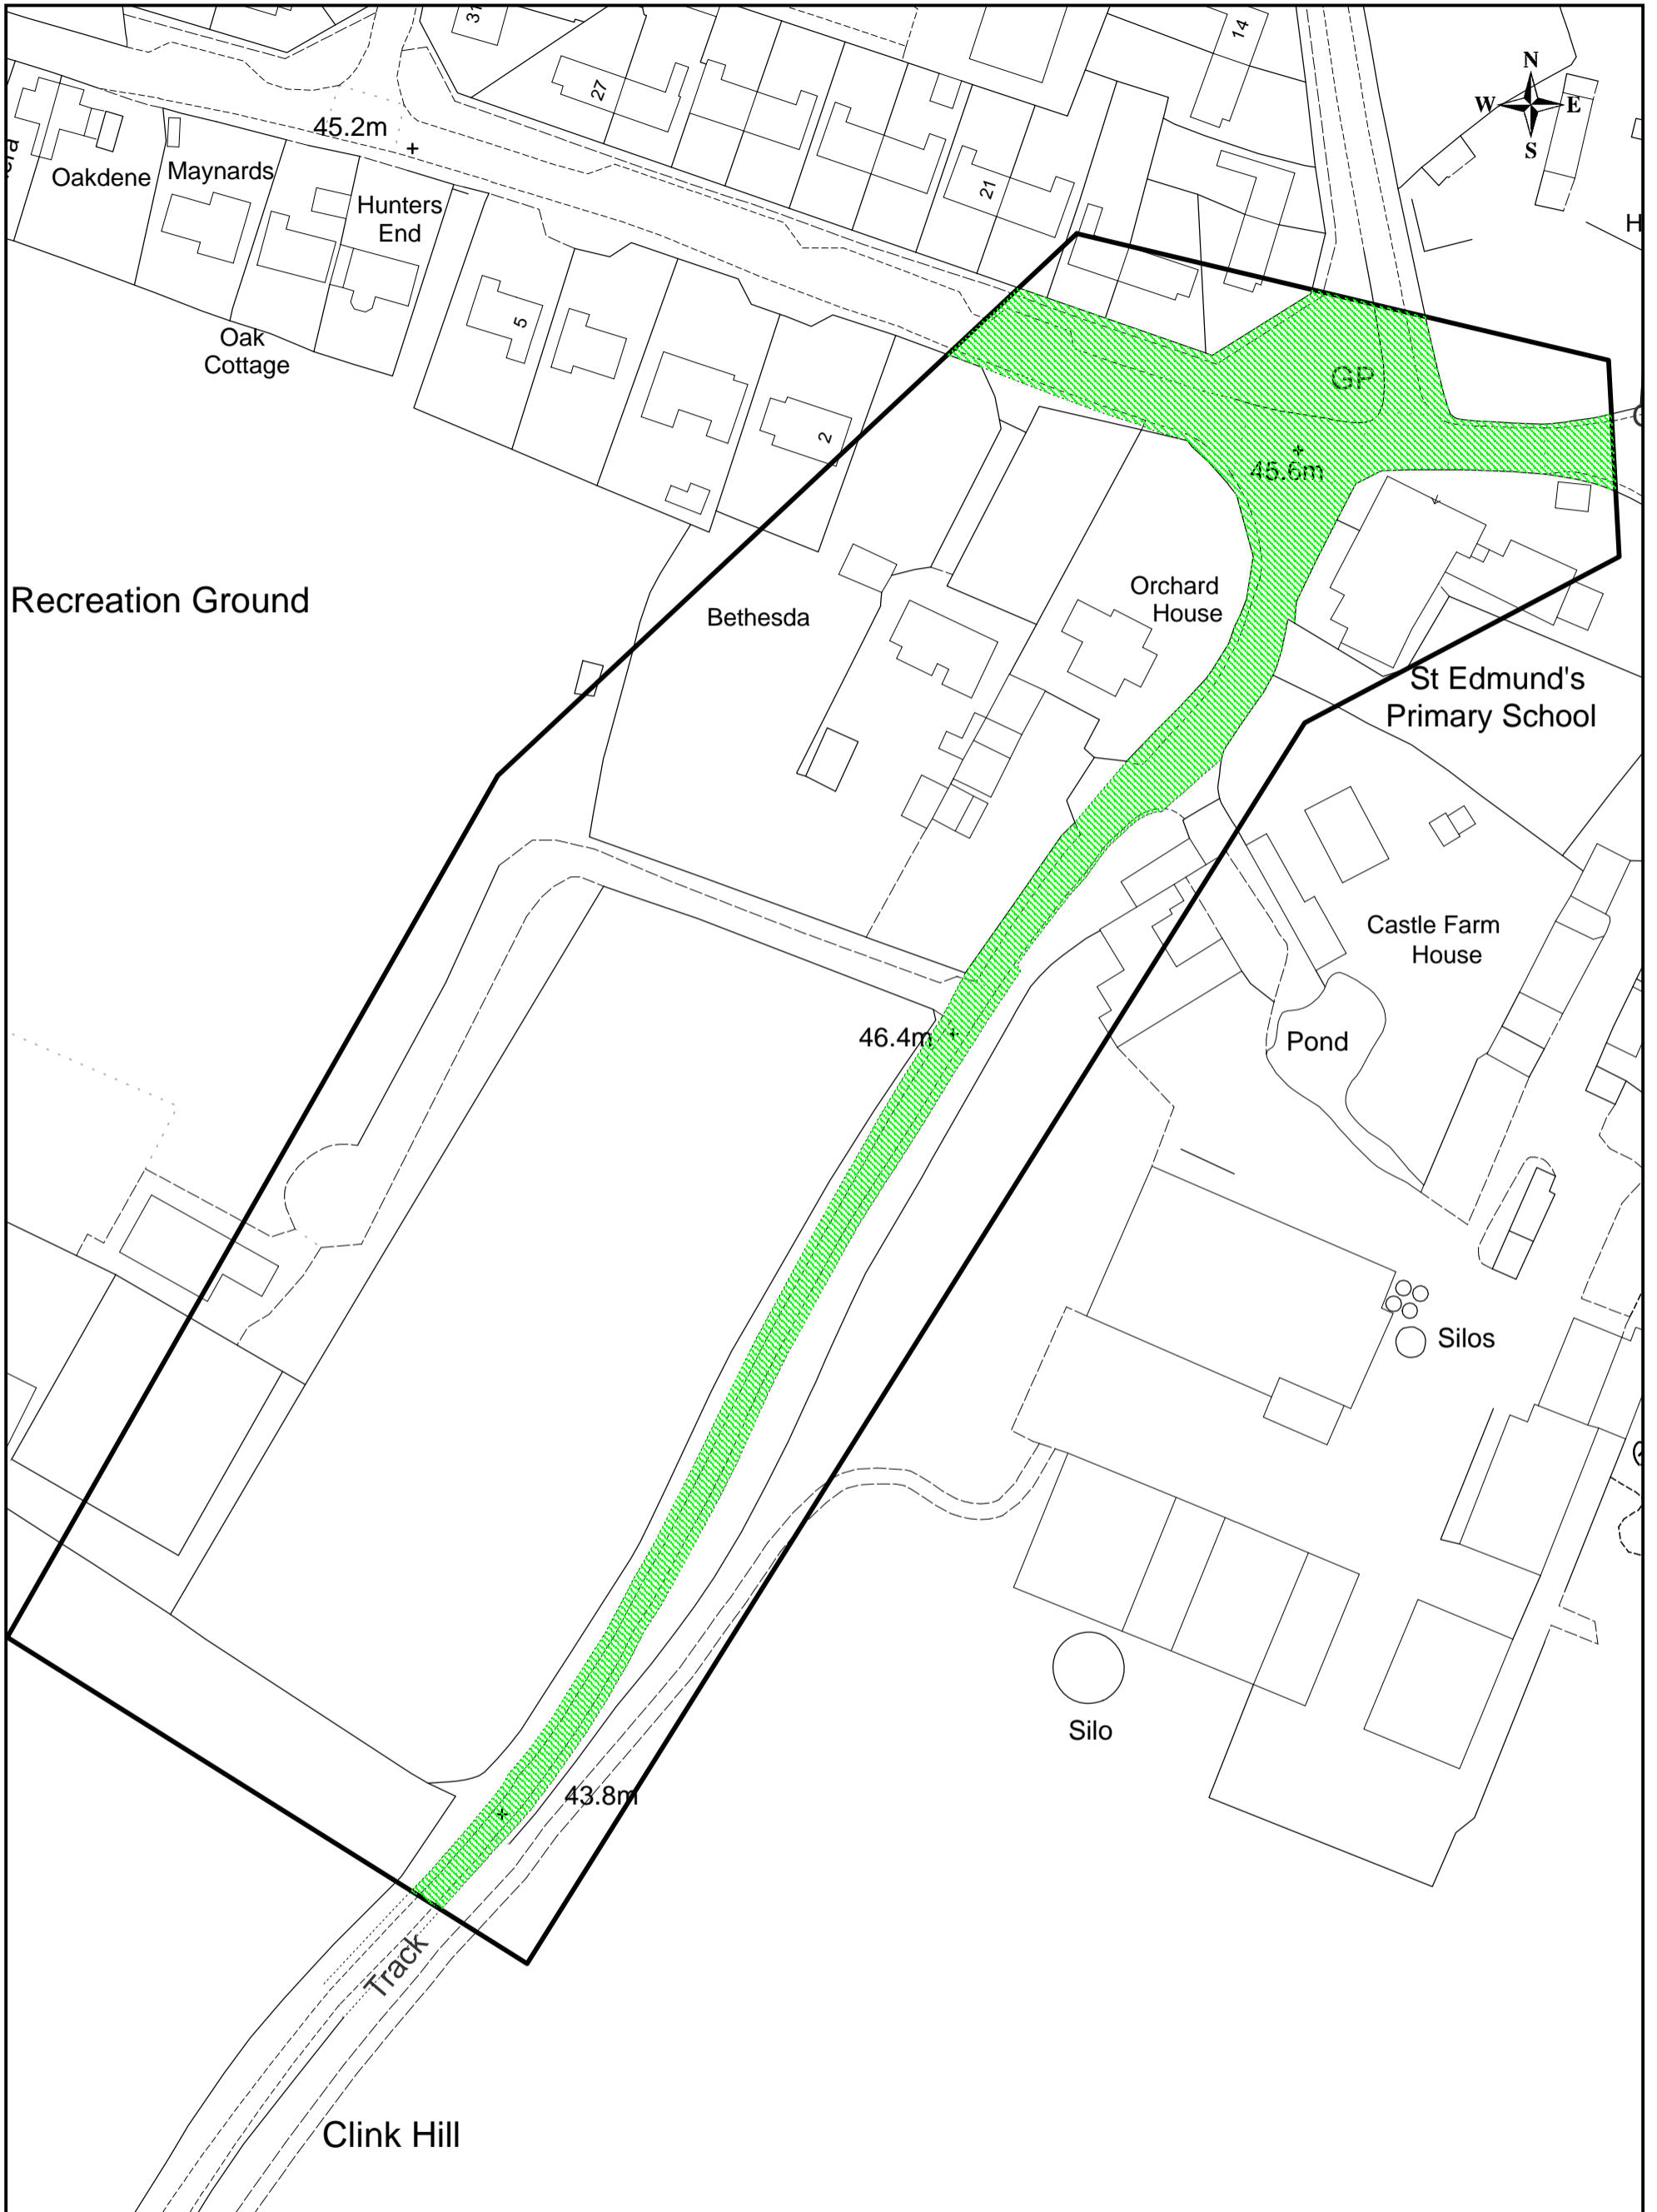 31
14
27
N
W E
S
45.2m
Oakdene
Maynards
Hunters
End
21
Oak
Cottage
5
GP
2
45.6m
Recreation Ground
Bethesda
Orchard
House
St Edmund's
Primary School
Castle Farm
House
46.4m
Pond
Silos
Silo
43.8m
Track
Clink Hill